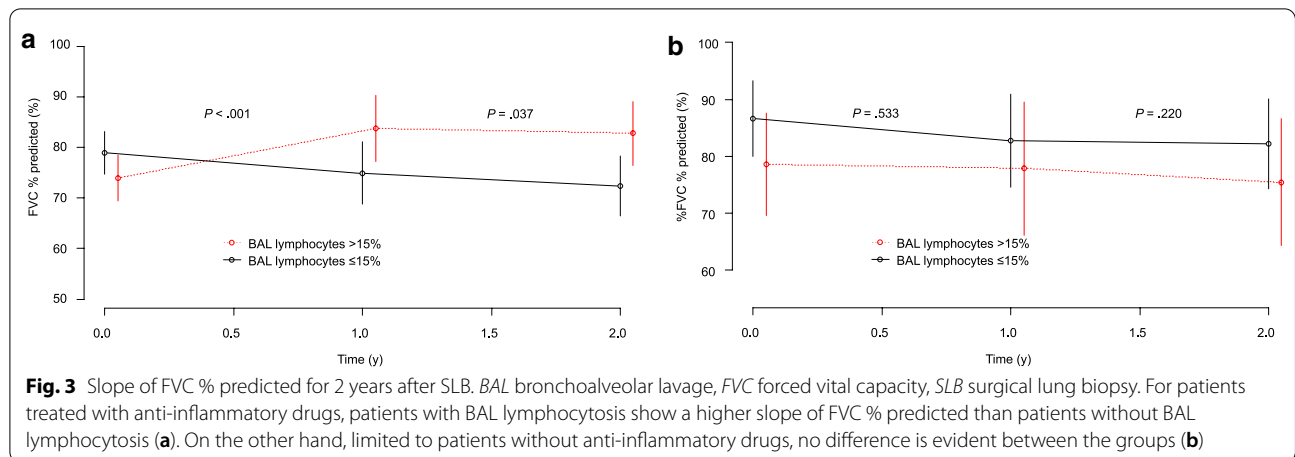 a
100
90
80
70
60
50
FVC % predicted (%)
P < .001
P = .037
BAL lymphocytes >15%
BAL lymphocytes ≤15%
0.0
0.5
1.0
1.5
2.0
Time (y)
b
100
90
80
70
60
%FVC % predicted (%)
P = .533
P = .220
BAL lymphocytes >15%
BAL lymphocytes ≤15%
0.0
0.5
1.0
1.5
2.0
Time (y)
Fig. 3 Slope of FVC % predicted for 2 years after SLB. BAL bronchoalveolar lavage, FVC forced vital capacity, SLB surgical lung biopsy. For patients
treated with anti-inflammatory drugs, patients with BAL lymphocytosis show a higher slope of FVC % predicted than patients without BAL
lymphocytosis (a). On the other hand, limited to patients without anti-inflammatory drugs, no difference is evident between the groups (b)